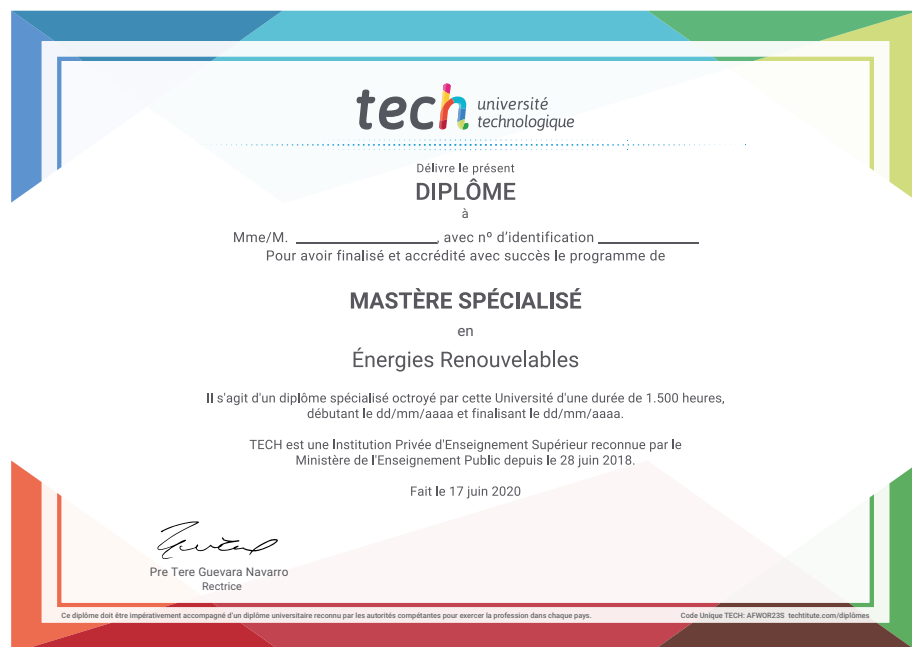 tech université
technologique
Délivre le présent
DIPLÔME
à
Mme/M. ____________, avec nº d'identification ____________
Pour avoir finalisé et accrédité avec succès le programme de
MASTÈRE SPÉCIALISÉ
en
Énergies Renouvelables
Il s'agit d'un diplôme spécialisé octroyé par cette Université d'une durée de 1.500 heures,
débutant le dd/mm/aaaa et finalisant le dd/mm/aaaa.
TECH est une Institution Privée d'Enseignement Supérieur reconnue par le
Ministère de l'Enseignement Public depuis le 28 juin 2018.
Fait le 17 juin 2020
Pre Tere Guevara Navarro
Rectrice
Ce diplôme doit être impérativement accompagné d'un diplôme universitaire reconnu par les autorités compétantes pour exercer la profession dans chaque pays. Code Unique TECH: AFWOR23S techtitute.com/diplômes